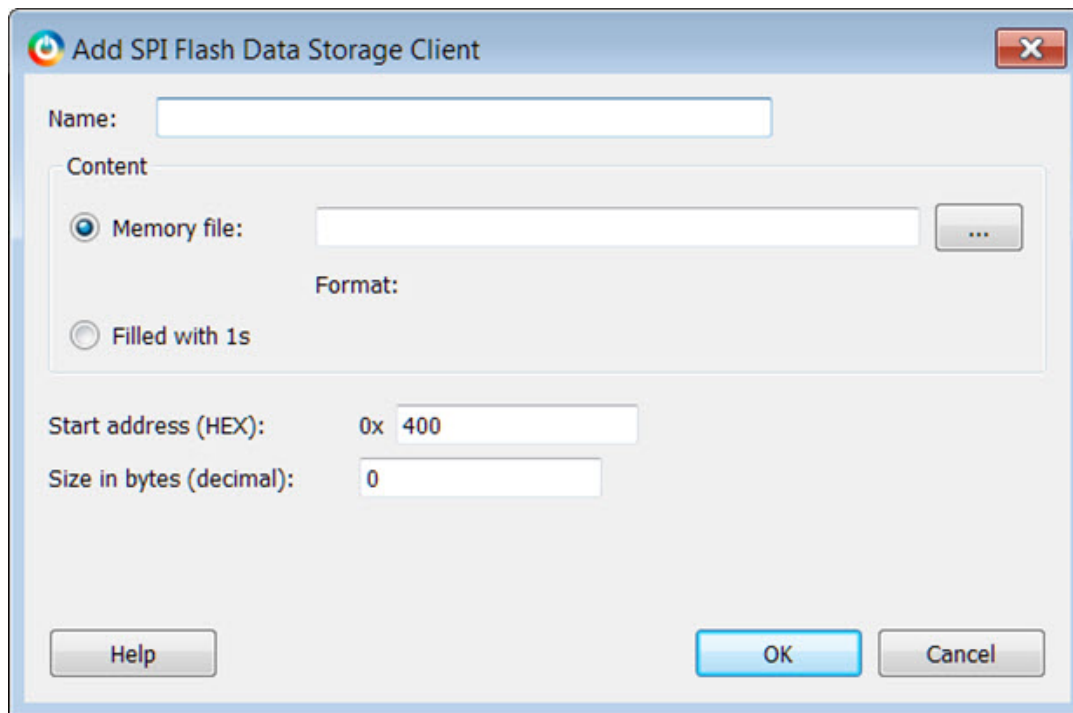 Add SPI Flash Data Storage Client
Name:
Content
Memory file: ...
Format:
Filled with 1s
Start address (HEX): 0x 400
Size in bytes (decimal): 0
Help OK Cancel